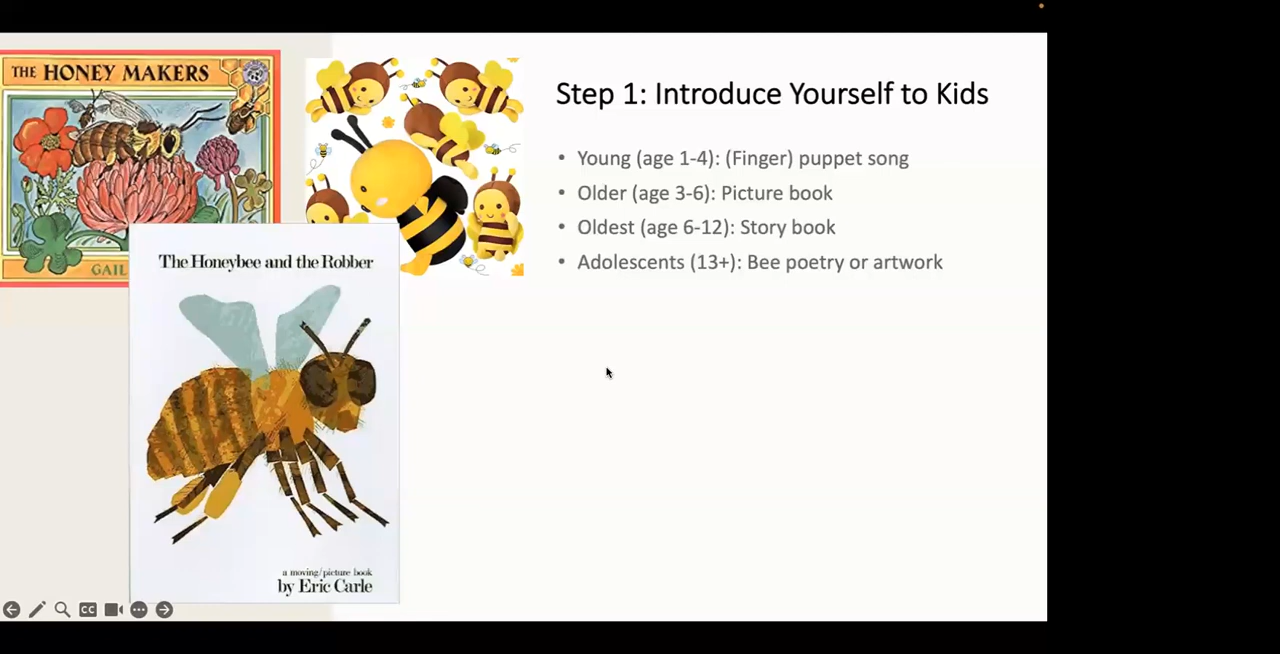 THE HONEY MAKERS
GAIL
The Honeybee and the Robber
a moving/picture book
by Eric Carle
Step 1: Introduce Yourself to Kids
• Young (age 1-4): (Finger) puppet song
• Older (age 3-6): Picture book
• Oldest (age 6-12): Story book
• Adolescents (13+): Bee poetry or artwork
CC